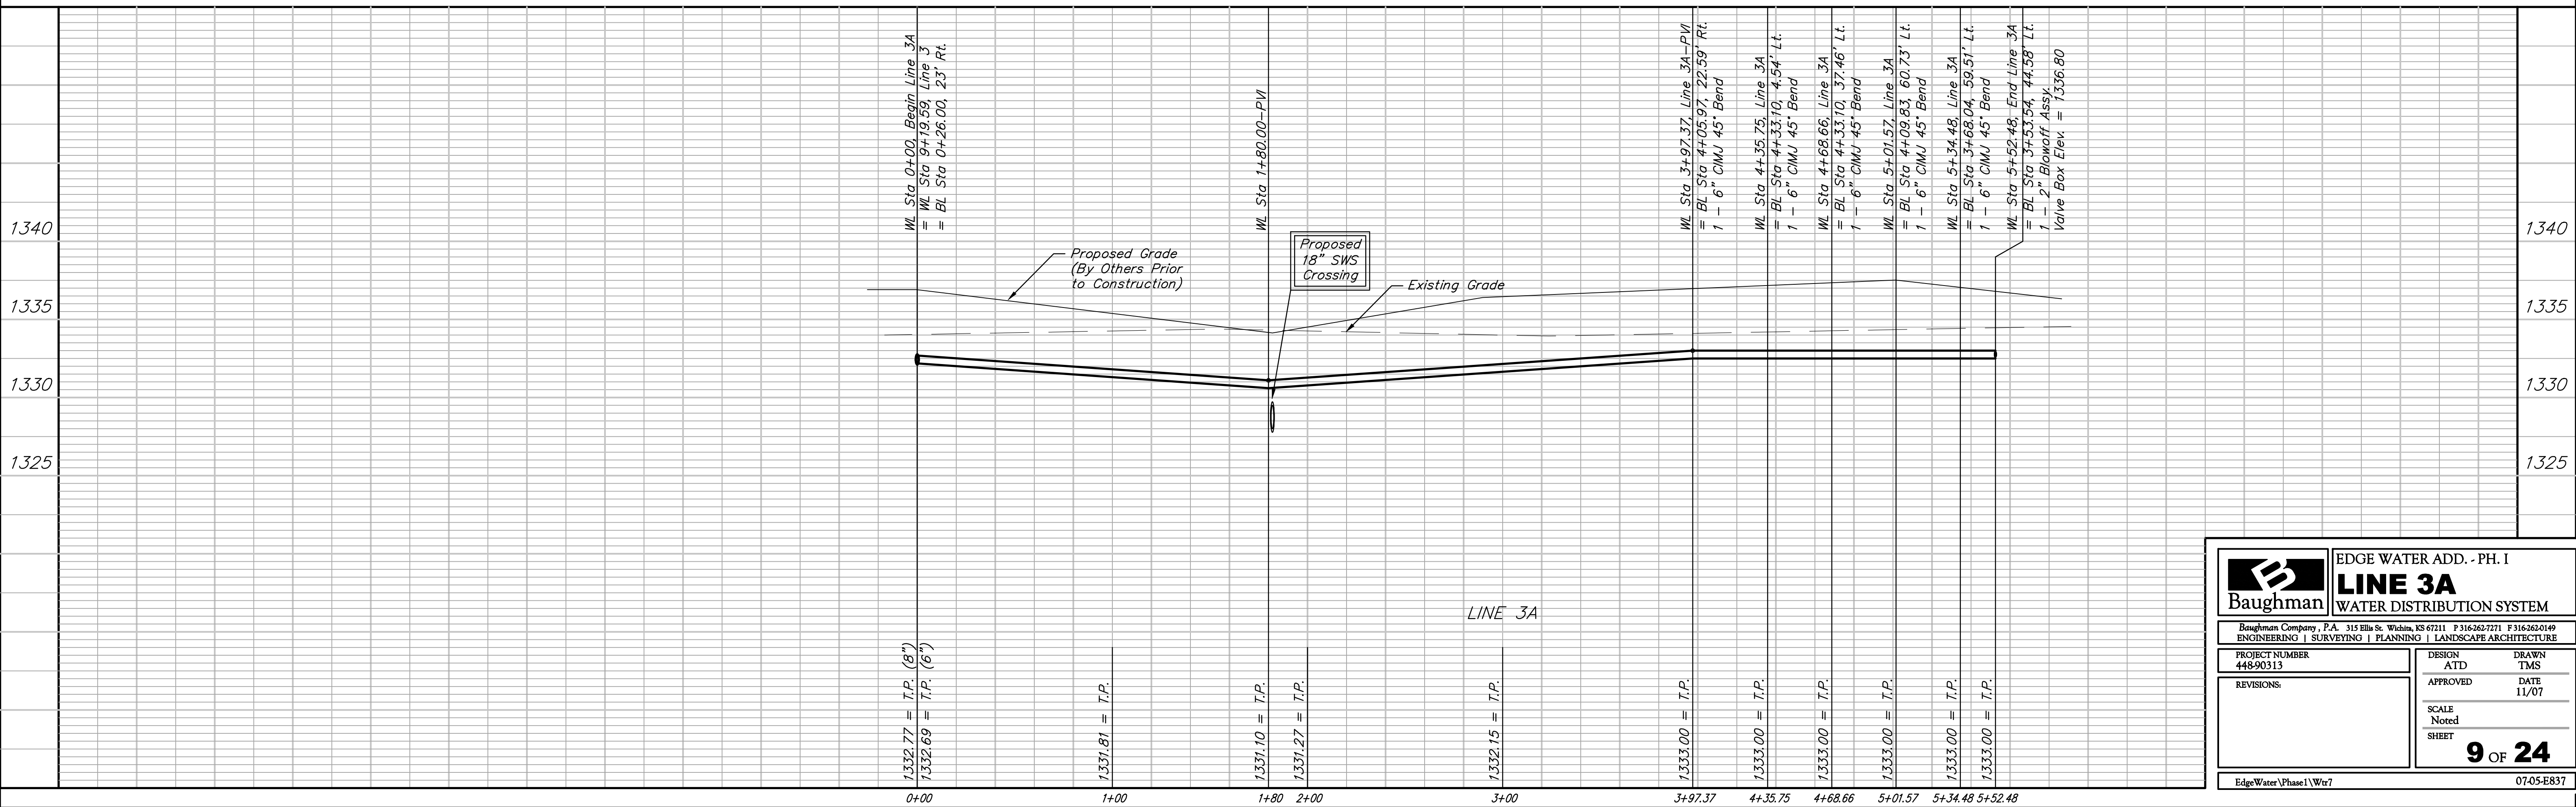 WL Sta 0+00, Begin Line 3A
= WL Sta 9+19.59, Line 3
= BL Sta 0+26.00, 23' Rt.
WL Sta 1+80.00-PVI
WL Sta 3+97.37, Line 3A-PVI
= BL Sta 4+05.97, 22.59' Rt.
1 - 6" CIMJ 45° Bend
WL Sta 4+35.75, Line 3A
= BL Sta 4+33.10, 4.54' Lt.
1 - 6" CIMJ 45° Bend
WL Sta 4+68.66, Line 3A
= BL Sta 4+33.10, 37.46' Lt.
1 - 6" CIMJ 45° Bend
WL Sta 5+01.57, Line 3A
= BL Sta 4+09.83, 60.73' Lt.
1 - 6" CIMJ 45° Bend
WL Sta 5+34.48, Line 3A
= BL Sta 3+68.04, 59.51' Lt.
1 - 6" CIMJ 45° Bend
WL Sta 5+52.48, End Line 3A
= BL Sta 3+53.54, 44.58' Lt.
1 - 2" Blowoff Assy.
Valve Box Elev. = 1336.80
1340
1340
Proposed Grade
(By Others Prior
to Construction)
Proposed
18" SWS
Crossing
Existing Grade
1335
1335
1330
1330
1325
1325
LINE 3A
1332.77 = T.P. (8")
1332.69 = T.P. (6")
1331.81 = T.P.
1331.10 = T.P.
1331.27 = T.P.
1332.15 = T.P.
1333.00 = T.P.
1333.00 = T.P.
1333.00 = T.P.
1333.00 = T.P.
1333.00 = T.P.
1333.00 = T.P.
0+00
1+00
1+80
2+00
3+00
3+97.37
4+35.75
4+68.66
5+01.57
5+34.48
5+52.48
B
Baughman
EDGE WATER ADD. - PH. I
LINE 3A
WATER DISTRIBUTION SYSTEM
Baughman Company, P.A. 315 Ellis St. Wichita, KS 67211 P 316-262-7271 F 316-262-0149
ENGINEERING | SURVEYING | PLANNING | LANDSCAPE ARCHITECTURE
PROJECT NUMBER
448-90313
REVISIONS:
DESIGN
ATD
DRAWN
TMS
APPROVED
DATE
11/07
SCALE
Noted
SHEET
9 OF 24
EdgeWater\Phase1\Wtr7
07-05-E837